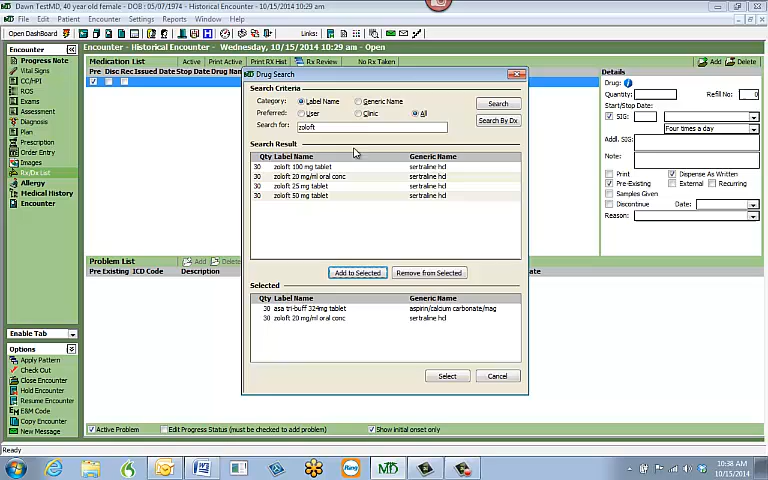 Dawn TestMD, 40 year old female - DOB : 05/07/1974 - Historical Encounter - 10/15/2014 10:29 am
File Edit Patient Encounter Settings Reports Window Help
Open DashBoard
Encounter
Encounter - Historical Encounter - Wednesday, 10/15/2014 10:29 am - Open
Progress Note
Vital Signs
CC/HPI
ROS
Exams
Assessment
Diagnosis
Plan
Prescription
Order Entry
Images
Rx/Dx List
Allergy
Medical History
Encounter
Enable Tab
Options
Apply Pattern
Check Out
Close Encounter
Hold Encounter
Resume Encounter
E&M Code
Copy Encounter
New Message
Medication List Active Print Active Print RX Hist Rx Review No Rx Taken Add Delete
Pre Disc Rec Issued Date Stop Date Drug Nam
Drug Search
Search Criteria
Category: Label Name Generic Name Search
Preferred: User Clinic All Search By Dx
Search for: zoloft
Search Result
Qty Label Name Generic Name
30 zoloft 100 mg tablet sertraline hcl
30 zoloft 20 mg/ml oral conc sertraline hcl
30 zoloft 25 mg tablet sertraline hcl
30 zoloft 50 mg tablet sertraline hcl
Add to Selected Remove from Selected
Selected
Qty Label Name Generic Name
30 asa tri-buff 324mg tablet aspirin/calcium carbonate/mag
30 zoloft 20 mg/ml oral conc sertraline hcl
Select Cancel
Details
Drug:
Quantity: Refill No: 0
Start/Stop Date:
SIG:
Four times a day
Addl. SIG:
Note:
Print Dispense As Written
Pre-Existing External Recurring
Samples Given
Discontinue Date:
Reason:
Problem List Add Delete
Pre Existing ICD Code Description ate
Active Problem Edit Progress Status (must be checked to add problem) Show initial onset only
Ready
Ring
MD
10:38 AM
10/15/2014